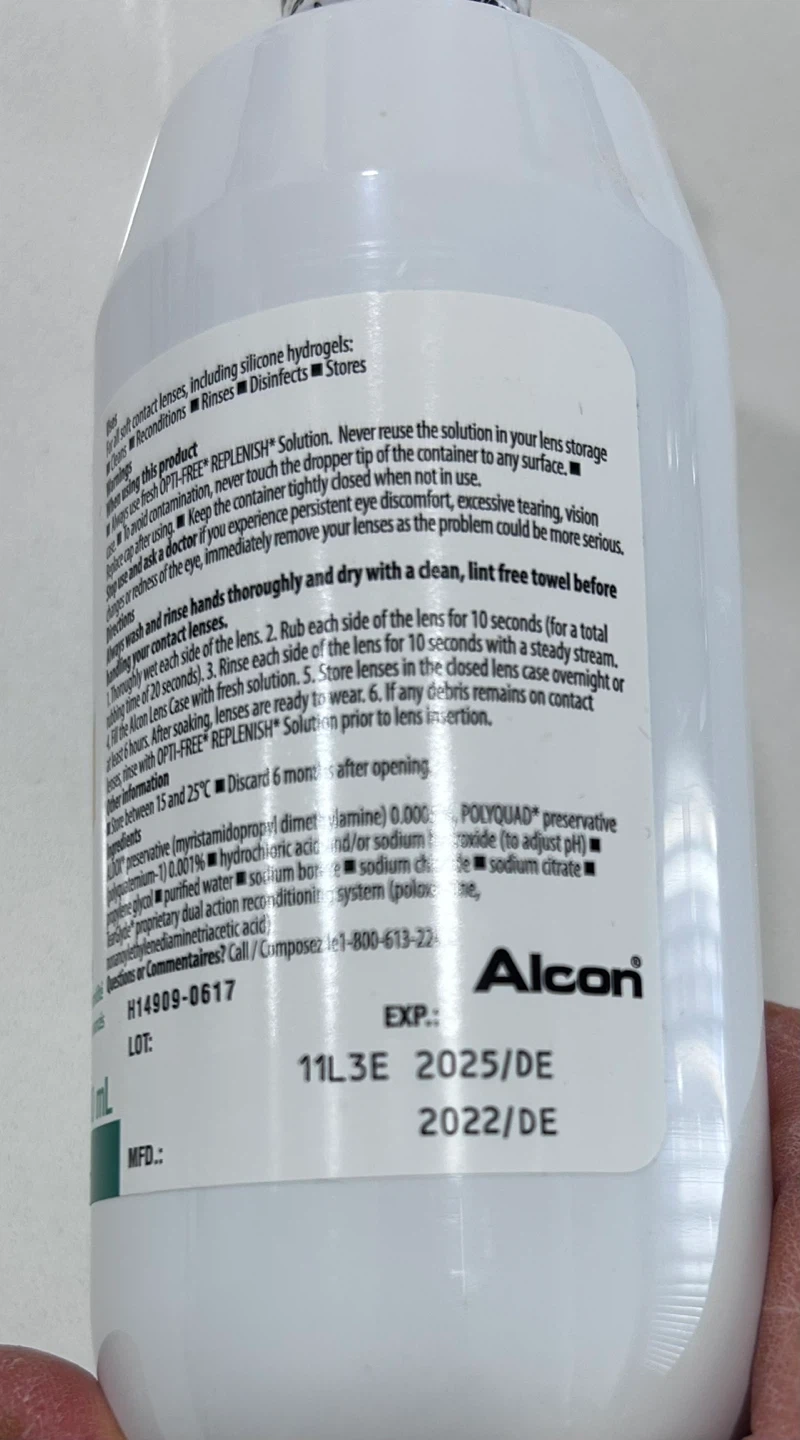 Uses
For all soft contact lenses, including silicone hydrogels:
■ Cleans ■ Reconditions ■ Rinses ■ Disinfects ■ Stores
Warnings
When using this product
■ Always use fresh OPTI-FREE* REPLENISH* Solution. Never reuse the solution in your lens storage
case. ■ To avoid contamination, never touch the dropper tip of the container to any surface. ■
Replace cap after using. ■ Keep the container tightly closed when not in use.
Stop use and ask a doctor if you experience persistent eye discomfort, excessive tearing, vision
changes or redness of the eye, immediately remove your lenses as the problem could be more serious.
Directions
Always wash and rinse hands thoroughly and dry with a clean, lint free towel before
handling your contact lenses.
1. Thoroughly wet each side of the lens. 2. Rub each side of the lens for 10 seconds (for a total
rubbing time of 20 seconds). 3. Rinse each side of the lens for 10 seconds with a steady stream.
4. Fill the Alcon Lens Case with fresh solution. 5. Store lenses in the closed lens case overnight or
at least 6 hours. After soaking, lenses are ready to wear. 6. If any debris remains on contact
lenses, rinse with OPTI-FREE* REPLENISH* Solution prior to lens insertion.
Other information
■ Store between 15 and 25°C ■ Discard 6 months after opening.
Ingredients
ALDOX* preservative (myristamidopropyl dimethylamine) POLYQUAD* preservative
(polyquaternium-1) 0.001% ■ hydrochloric acid and/or sodium hydroxide (to adjust pH) ■
propylene glycol ■ purified water ■ sodium borate ■ sodium chloride ■ sodium citrate ■
TearGlyde* proprietary dual action reconditioning system
nonanoylethylenediaminetriacetic acid)
Questions or Commentaires? Call / Composez le1-800-613-22
Alcon®
H14909-0617
EXP.:
LOT:
11L3E 2025/DE
2022/DE
mL
MFD.: